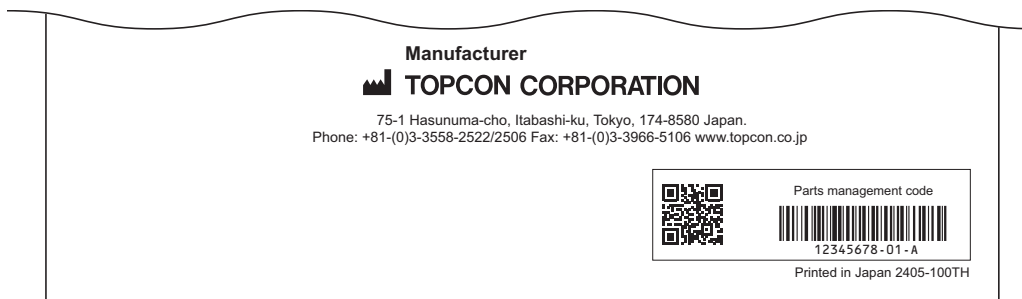 Manufacturer
TOPCON CORPORATION
75-1 Hasunuma-cho, Itabashi-ku, Tokyo, 174-8580 Japan.
Phone: +81-(0)3-3558-2522/2506 Fax: +81-(0)3-3966-5106 www.topcon.co.jp
Parts management code
12345678-01-A
Printed in Japan 2405-100TH